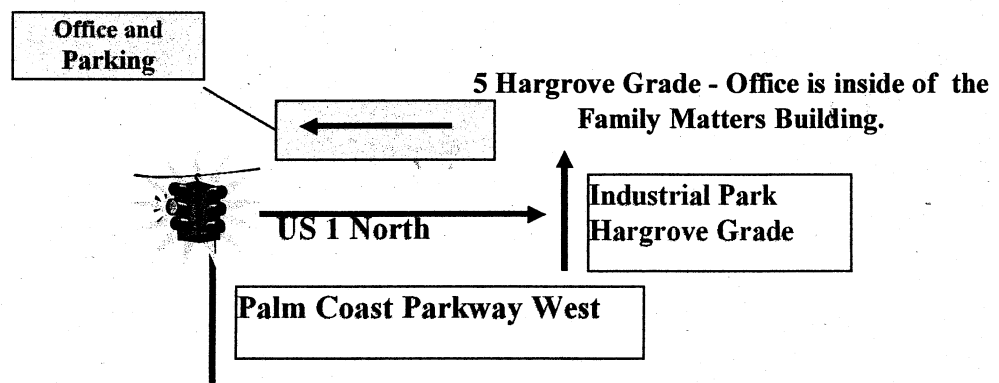 Office and
Parking
5 Hargrove Grade - Office is inside of the
Family Matters Building.
Industrial Park
Hargrove Grade
US 1 North
Palm Coast Parkway West